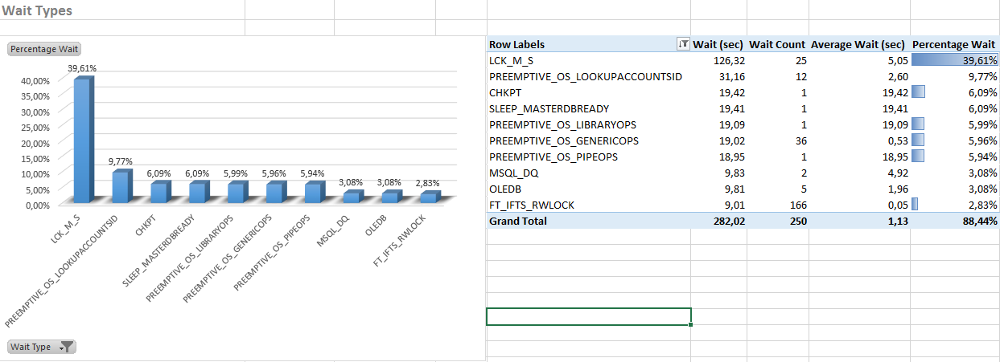 Wait Types
Percentage Wait
39,61%
9,77%
6,09%
6,09%
5,99%
5,96%
5,94%
3,08%
3,08%
2,83%
40,00%
35,00%
30,00%
25,00%
20,00%
15,00%
10,00%
5,00%
0,00%
LCK_M_S
PREEMPTIVE_OS_LOOKUPACCOUNTSID
CHKPT
SLEEP_MASTERDBREADY
PREEMPTIVE_OS_LIBRARYOPS
PREEMPTIVE_OS_GENERICOPS
PREEMPTIVE_OS_PIPEOPS
MSQL_DQ
OLEDB
FT_IFTS_RWLOCK
Wait Type
Row Labels Wait (sec) Wait Count Average Wait (sec) Percentage Wait
LCK_M_S 126,32 25 5,05 39,61%
PREEMPTIVE_OS_LOOKUPACCOUNTSID 31,16 12 2,60 9,77%
CHKPT 19,42 1 19,42 6,09%
SLEEP_MASTERDBREADY 19,41 1 19,41 6,09%
PREEMPTIVE_OS_LIBRARYOPS 19,09 1 19,09 5,99%
PREEMPTIVE_OS_GENERICOPS 19,02 36 0,53 5,96%
PREEMPTIVE_OS_PIPEOPS 18,95 1 18,95 5,94%
MSQL_DQ 9,83 2 4,92 3,08%
OLEDB 9,81 5 1,96 3,08%
FT_IFTS_RWLOCK 9,01 166 0,05 2,83%
Grand Total 282,02 250 1,13 88,44%